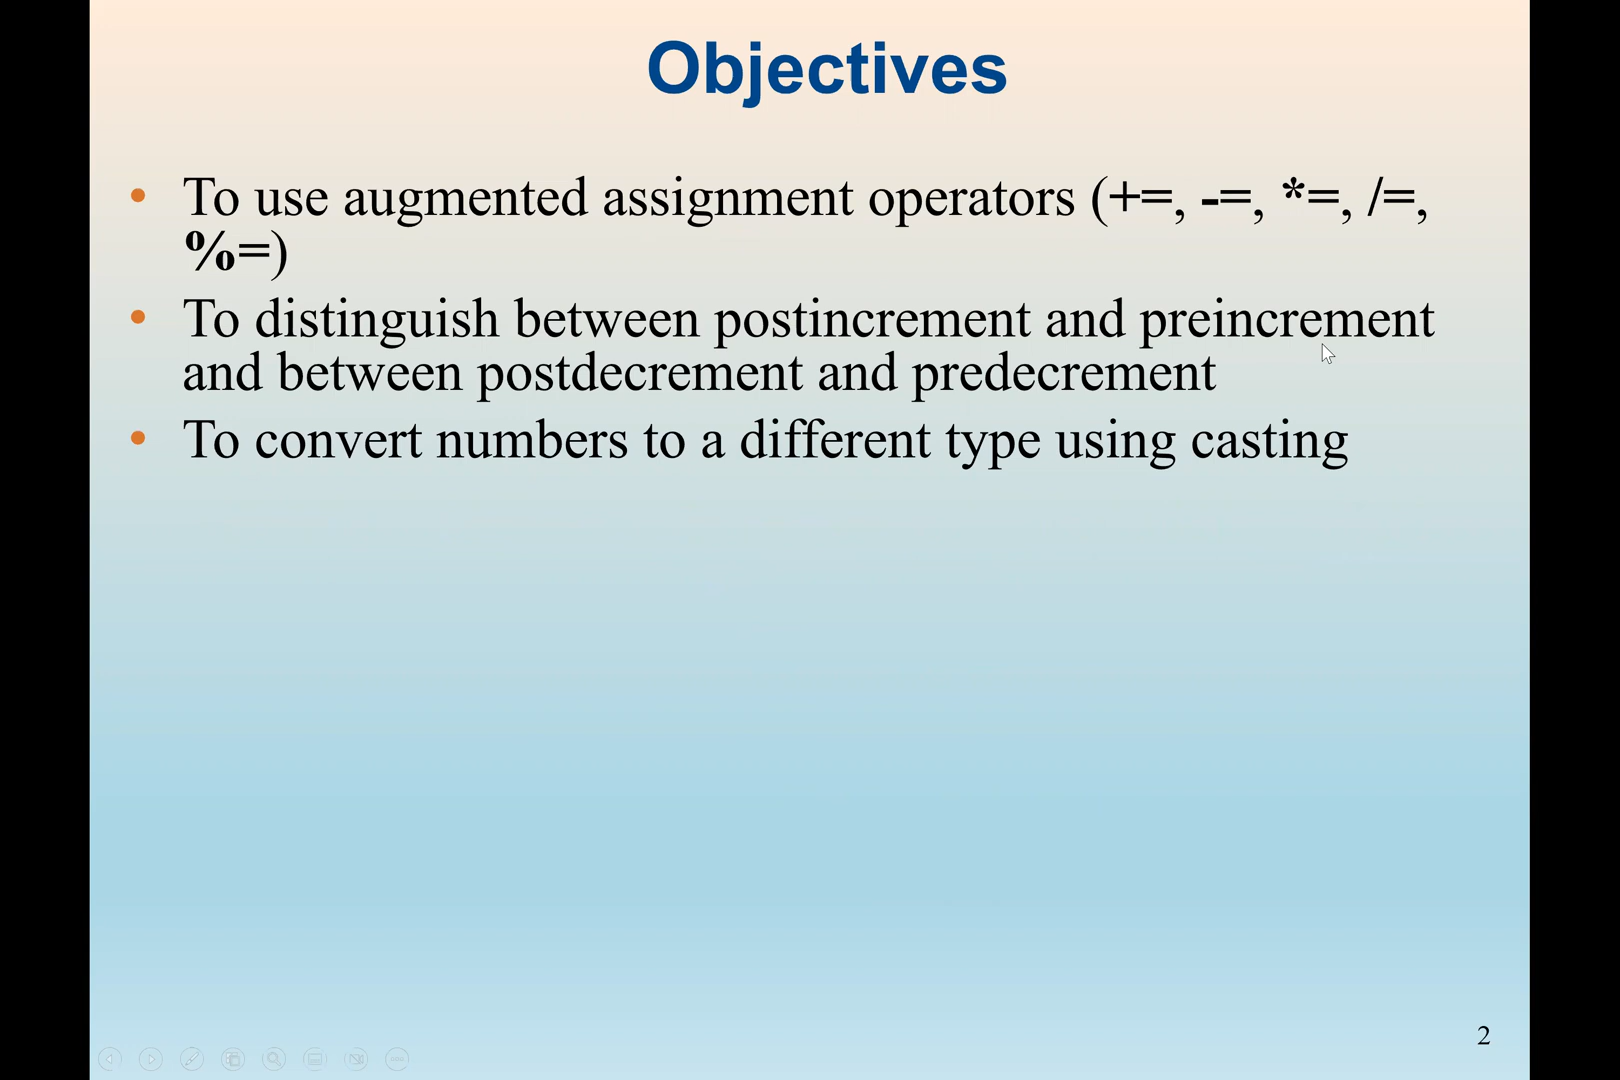 Objectives
• To use augmented assignment operators (+=, -=, *=, /=,
%=)
• To distinguish between postincrement and preincrement
and between postdecrement and predecrement
• To convert numbers to a different type using casting
2